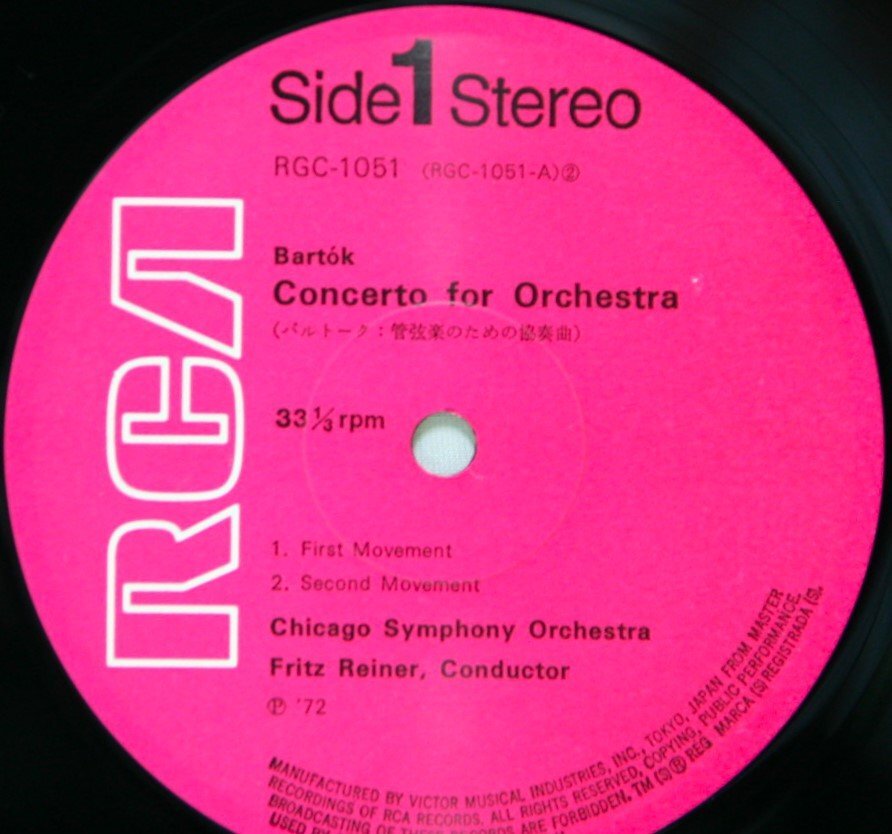 Side 1 Stereo
RGC-1051 (RGC-1051-A)②
RCA
Bartók
Concerto for Orchestra
(バルトーク:管弦楽のための協奏曲)
33⅓rpm
1. First Movement
2. Second Movement
Chicago Symphony Orchestra
Fritz Reiner, Conductor
℗ '72
MANUFACTURED BY VICTOR MUSICAL INDUSTRIES, INC., TOKYO, JAPAN FROM MASTER
RECORDINGS OF RCA RECORDS. ALL RIGHTS RESERVED, COPYING, PUBLIC PERFORMANCE,
BROADCASTING OF THESE RECORDS ARE FORBIDDEN. TM (S) ® REG MARCA (S) REGISTRADA (S).
USED BY